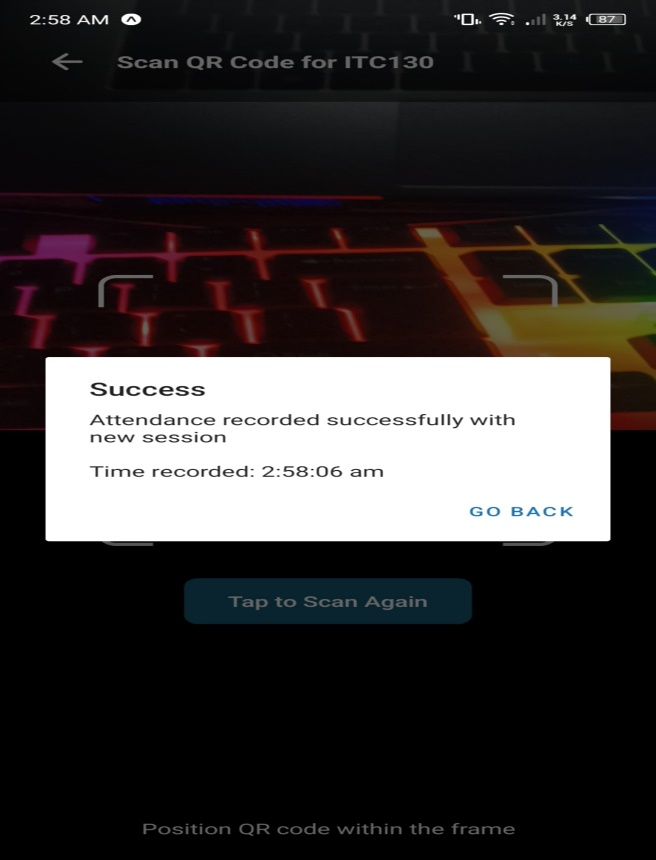 2:58 AM
3.14
K/S
87
Scan QR Code for ITC130
Success
Attendance recorded successfully with
new session
Time recorded: 2:58:06 am
GO BACK
Tap to Scan Again
Position QR code within the frame